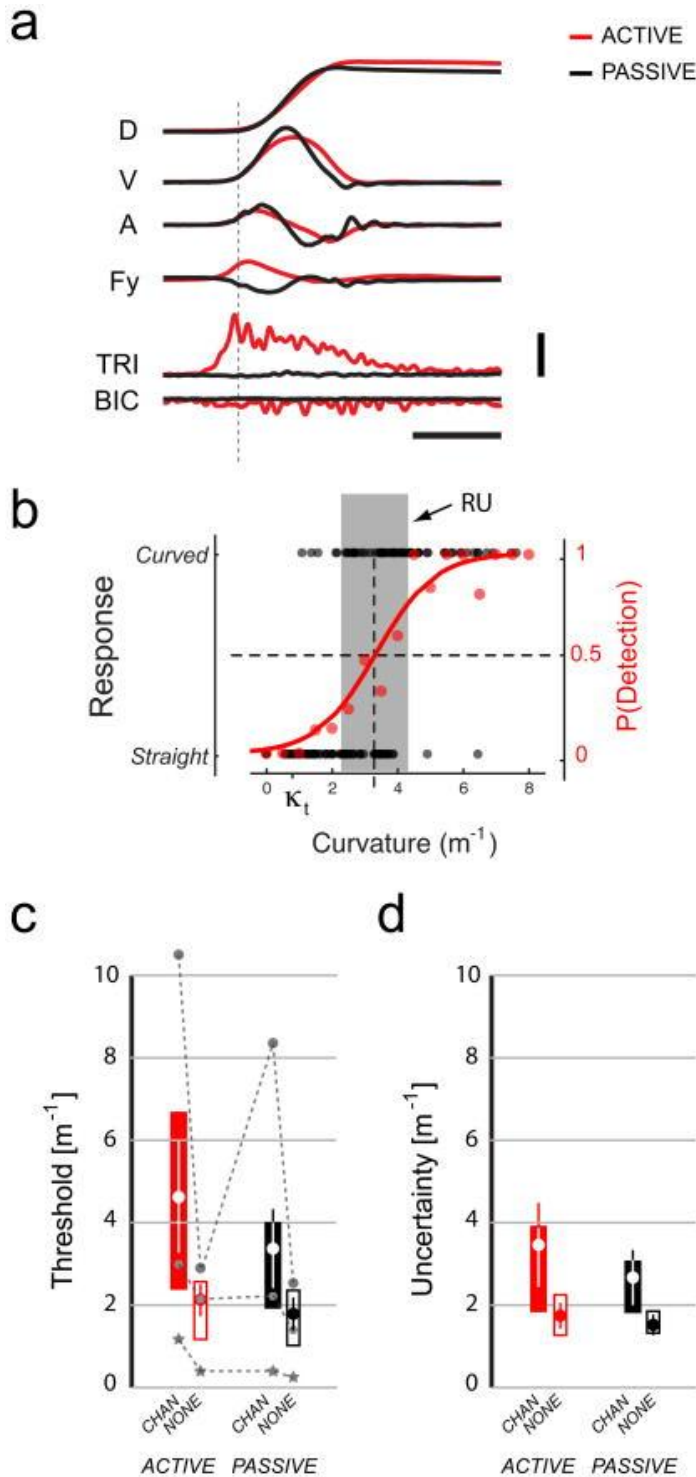 a
ACTIVE
PASSIVE
D
V
A
Fy
TRI
BIC
b
RU
Curved
Straight
Response
1
0.5
0
P(Detection)
0 2 4 6 8
κt
Curvature (m⁻¹)
c
10
8
6
4
2
0
Threshold [m⁻¹]
CHAN NONE CHAN NONE
ACTIVE PASSIVE
d
10
8
6
4
2
0
Uncertainty [m⁻¹]
CHAN NONE CHAN NONE
ACTIVE PASSIVE